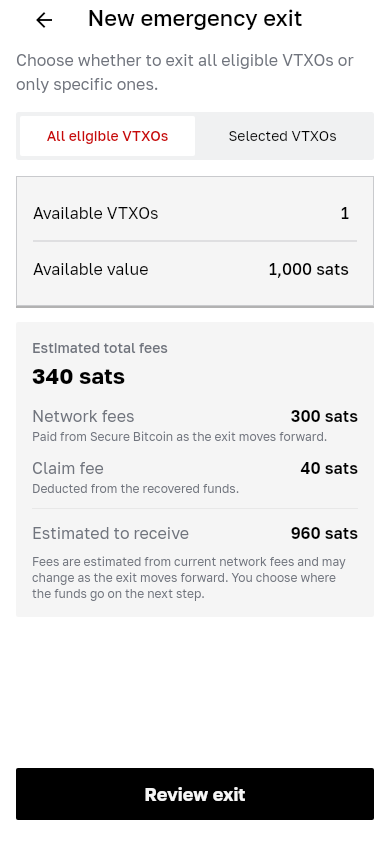 New emergency exit
Choose whether to exit all eligible VTXOs or
only specific ones.
All eligible VTXOs
Selected VTXOs
Available VTXOs 1
Available value 1,000 sats
Estimated total fees
340 sats
Network fees 300 sats
Paid from Secure Bitcoin as the exit moves forward.
Claim fee 40 sats
Deducted from the recovered funds.
Estimated to receive 960 sats
Fees are estimated from current network fees and may
change as the exit moves forward. You choose where
the funds go on the next step.
Review exit